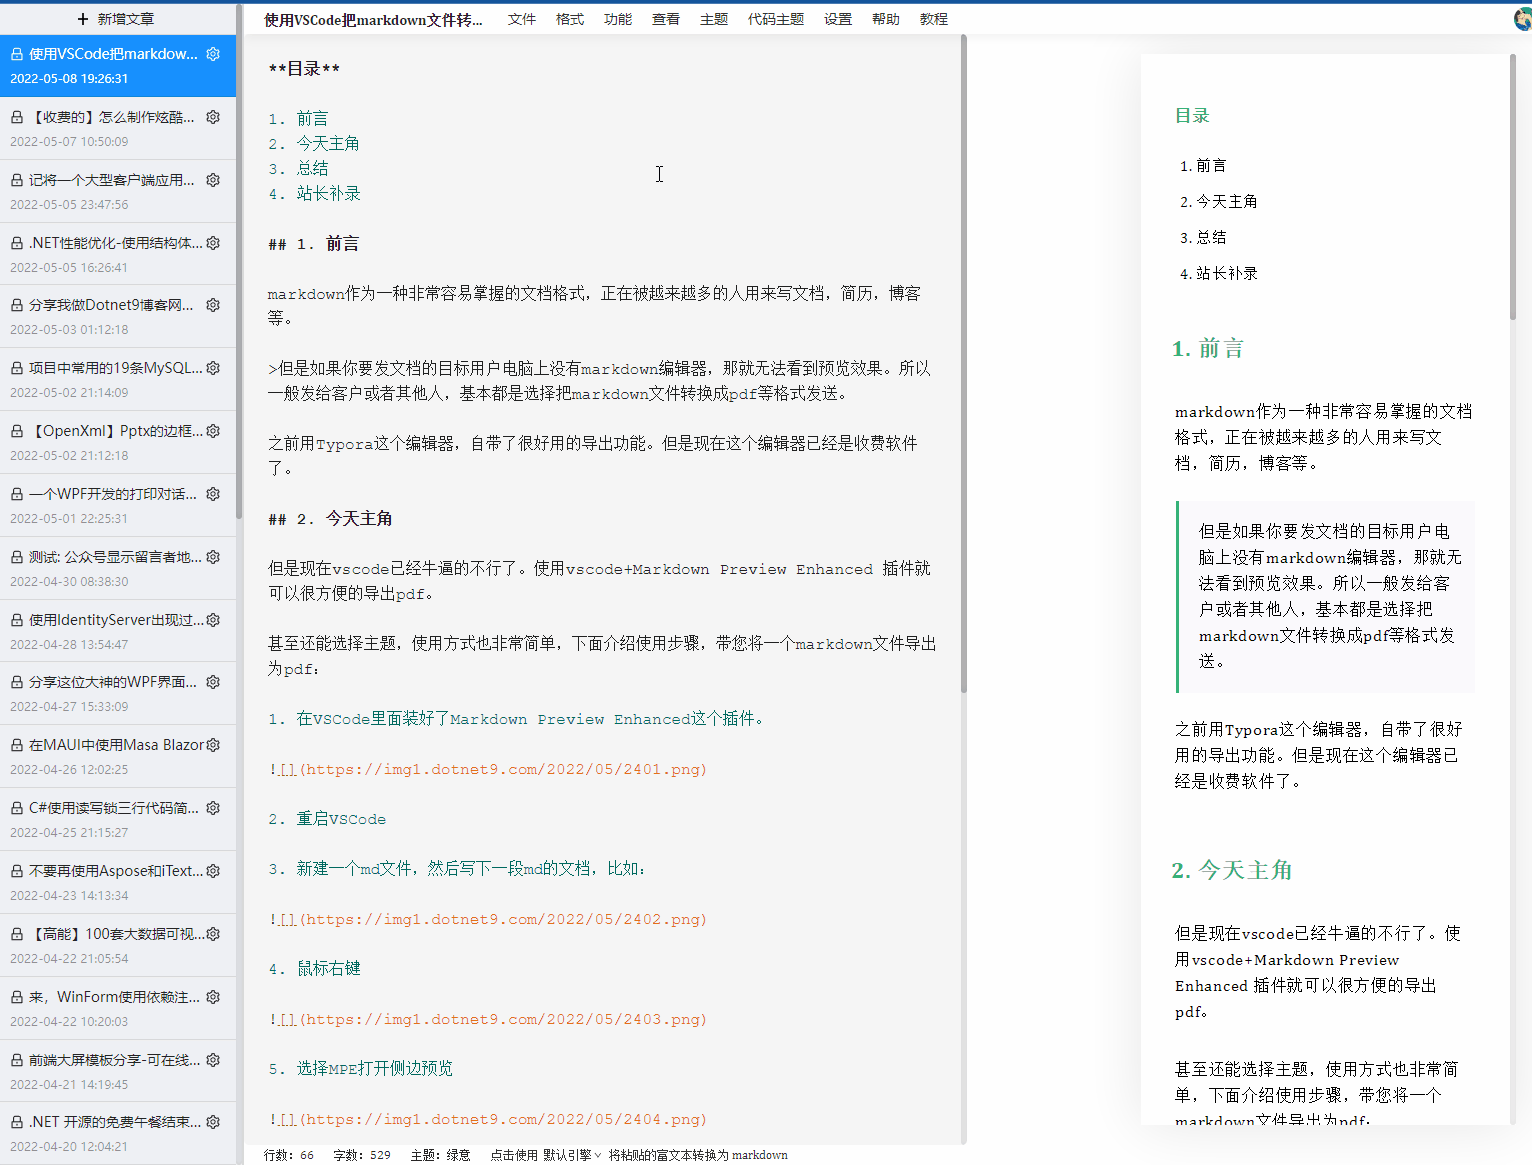 新增文章
使用VSCode把markdow...
2022-05-08 19:26:31
【收费的】怎么制作炫酷...
2022-05-07 10:50:09
记将一个大型客户端应用...
2022-05-05 23:47:56
.NET性能优化-使用结构体...
2022-05-05 16:26:41
分享我做Dotnet9博客网...
2022-05-03 01:12:18
项目中常用的19条MySQL...
2022-05-02 21:14:09
【OpenXml】Pptx的边框...
2022-05-02 21:12:18
一个WPF开发的打印对话...
2022-05-01 22:25:31
测试: 公众号显示留言者地...
2022-04-30 08:38:30
使用IdentityServer出现过...
2022-04-28 13:54:47
分享这位大神的WPF界面...
2022-04-27 15:33:09
在MAUI中使用Masa Blazor
2022-04-26 12:02:25
C#使用读写锁三行代码简...
2022-04-25 21:15:27
不要再使用Aspose和iText...
2022-04-23 14:13:34
【高能】100套大数据可视...
2022-04-22 21:05:54
来，WinForm使用依赖注...
2022-04-22 10:20:03
前端大屏模板分享-可在线...
2022-04-21 14:19:45
.NET 开源的免费午餐结束...
2022-04-20 12:04:21
使用VSCode把markdown文件转... 文件 格式 功能 查看 主题 代码主题 设置 帮助 教程
**目录**
1. 前言
2. 今天主角
3. 总结
4. 站长补录
## 1. 前言
markdown作为一种非常容易掌握的文档格式，正在被越来越多的人用来写文档，简历，博客
等。
>但是如果你要发文档的目标用户电脑上没有markdown编辑器，那就无法看到预览效果。所以
一般发给客户或者其他人，基本都是选择把markdown文件转换成pdf等格式发送。
之前用Typora这个编辑器，自带了很好用的导出功能。但是现在这个编辑器已经是收费软件
了。
## 2. 今天主角
但是现在vscode已经牛逼的不行了。使用vscode+Markdown Preview Enhanced 插件就
可以很方便的导出pdf。
甚至还能选择主题，使用方式也非常简单，下面介绍使用步骤，带您将一个markdown文件导出
为pdf：
1. 在VSCode里面装好了Markdown Preview Enhanced这个插件。
![](https://img1.dotnet9.com/2022/05/2401.png)
2. 重启VSCode
3. 新建一个md文件，然后写下一段md的文档，比如：
![](https://img1.dotnet9.com/2022/05/2402.png)
4. 鼠标右键
![](https://img1.dotnet9.com/2022/05/2403.png)
5. 选择MPE打开侧边预览
![](https://img1.dotnet9.com/2022/05/2404.png)
行数：66 字数：529 主题：绿意 点击使用 默认引擎 将粘贴的富文本转换为 markdown
目录
1. 前言
2. 今天主角
3. 总结
4. 站长补录
1. 前言
markdown作为一种非常容易掌握的文档
格式，正在被越来越多的人用来写文
档，简历，博客等。
但是如果你要发文档的目标用户电
脑上没有markdown编辑器，那就无
法看到预览效果。所以一般发给客
户或者其他人，基本都是选择把
markdown文件转换成pdf等格式发
送。
之前用Typora这个编辑器，自带了很好
用的导出功能。但是现在这个编辑器已
经是收费软件了。
2. 今天主角
但是现在vscode已经牛逼的不行了。使
用vscode+Markdown Preview
Enhanced 插件就可以很方便的导出
pdf。
甚至还能选择主题，使用方式也非常简
单，下面介绍使用步骤，带您将一个
markdown文件导出为pdf：